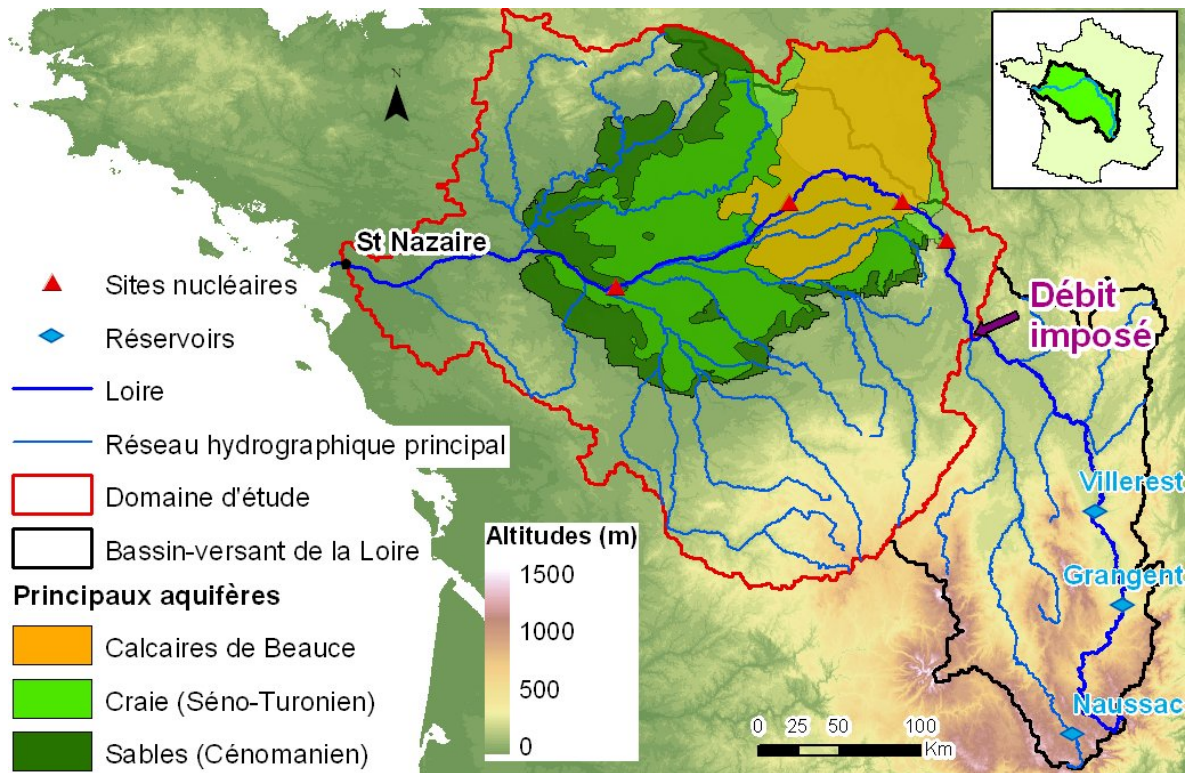 N
St Nazaire
Sites nucléaires
Réservoirs
Loire
Réseau hydrographique principal
Domaine d'étude
Bassin-versant de la Loire
Principaux aquifères
Calcaires de Beauce
Craie (Séno-Turonien)
Sables (Cénomanien)
Altitudes (m)
1500
1000
500
0
Débit
imposé
Villerest
Grangent
Naussac
0 25 50 100
Km